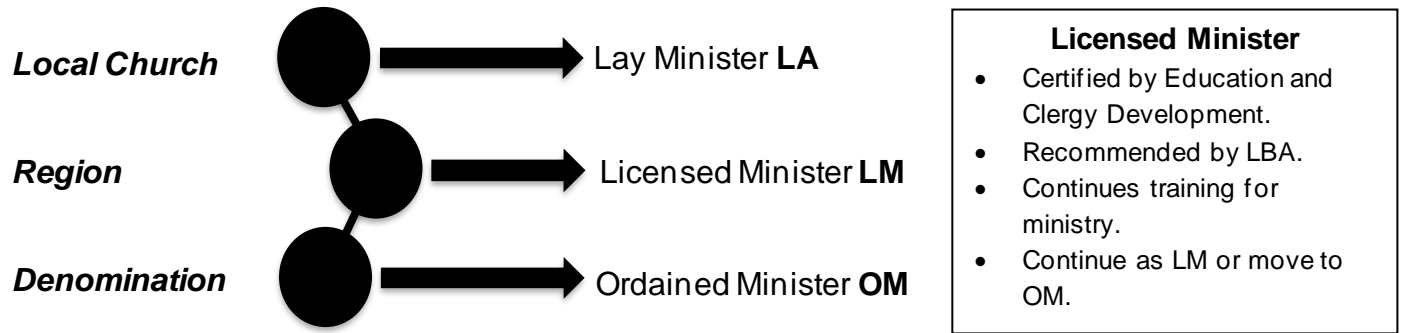 Local Church
Lay Minister LA
Region
Licensed Minister LM
Denomination
Ordained Minister OM
Licensed Minister
• Certified by Education and
Clergy Development.
• Recommended by LBA.
• Continues training for
ministry.
• Continue as LM or move to
OM.